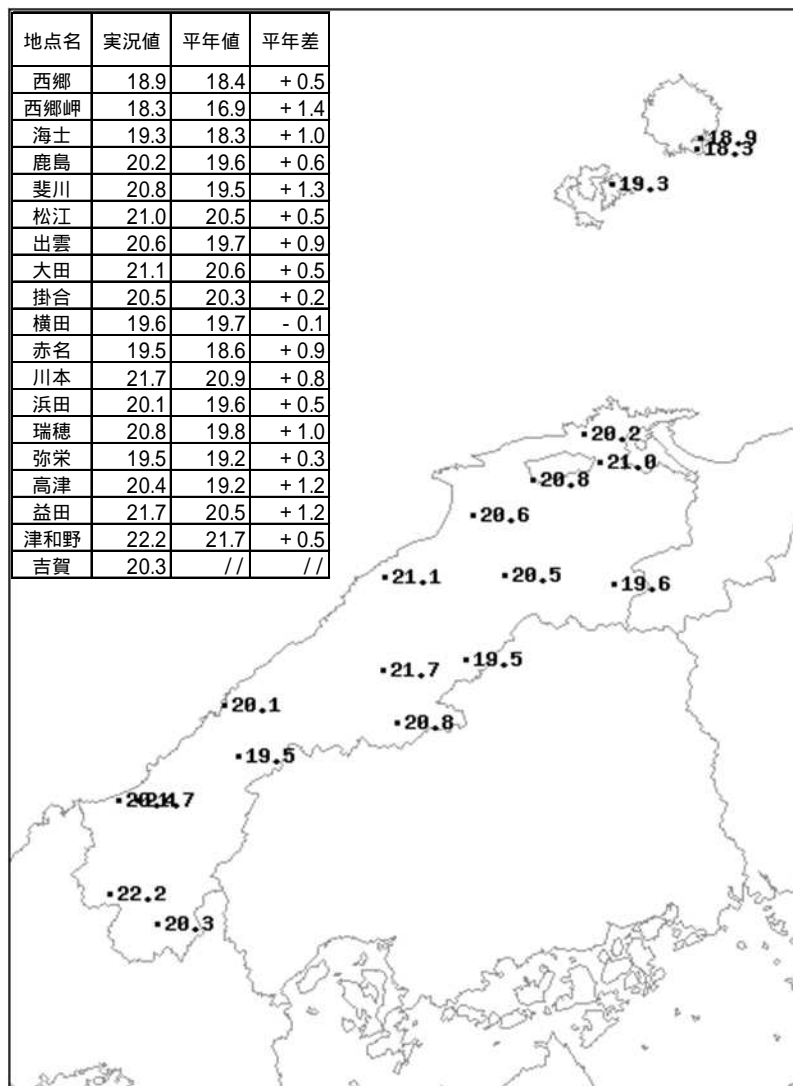 地点名 実況値 平年値 平年差
西郷 18.9 18.4 + 0.5
西郷岬 18.3 16.9 + 1.4
海士 19.3 18.3 + 1.0
鹿島 20.2 19.6 + 0.6
斐川 20.8 19.5 + 1.3
松江 21.0 20.5 + 0.5
出雲 20.6 19.7 + 0.9
大田 21.1 20.6 + 0.5
掛合 20.5 20.3 + 0.2
横田 19.6 19.7 - 0.1
赤名 19.5 18.6 + 0.9
川本 21.7 20.9 + 0.8
浜田 20.1 19.6 + 0.5
瑞穂 20.8 19.8 + 1.0
弥栄 19.5 19.2 + 0.3
高津 20.4 19.2 + 1.2
益田 21.7 20.5 + 1.2
津和野 22.2 21.7 + 0.5
吉賀 20.3 // //
18.9
18.3
19.3
20.2
21.0
20.8
20.6
21.1
20.5
19.6
19.5
21.7
20.1
20.8
19.5
20.4
21.7
22.2
20.3